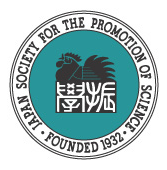 JAPAN SOCIETY FOR THE PROMOTION OF SCIENCE
・FOUNDED 1932・
學振